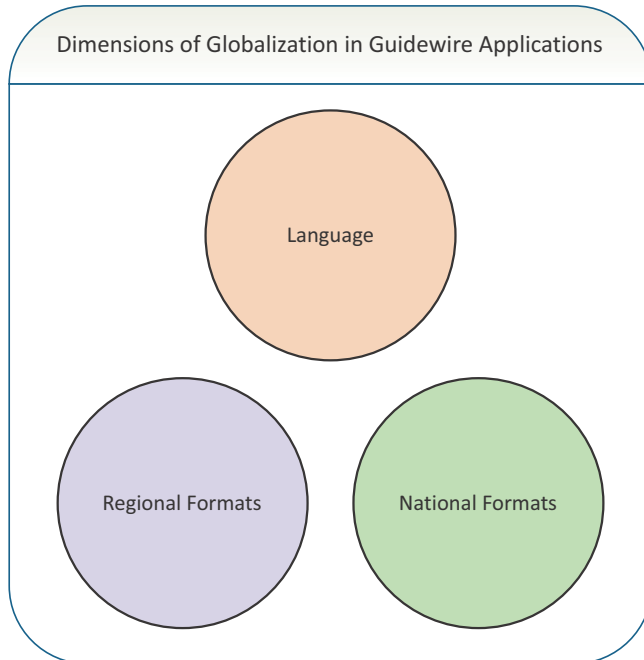 Dimensions of Globalization in Guidewire Applications
Language
Regional Formats
National Formats